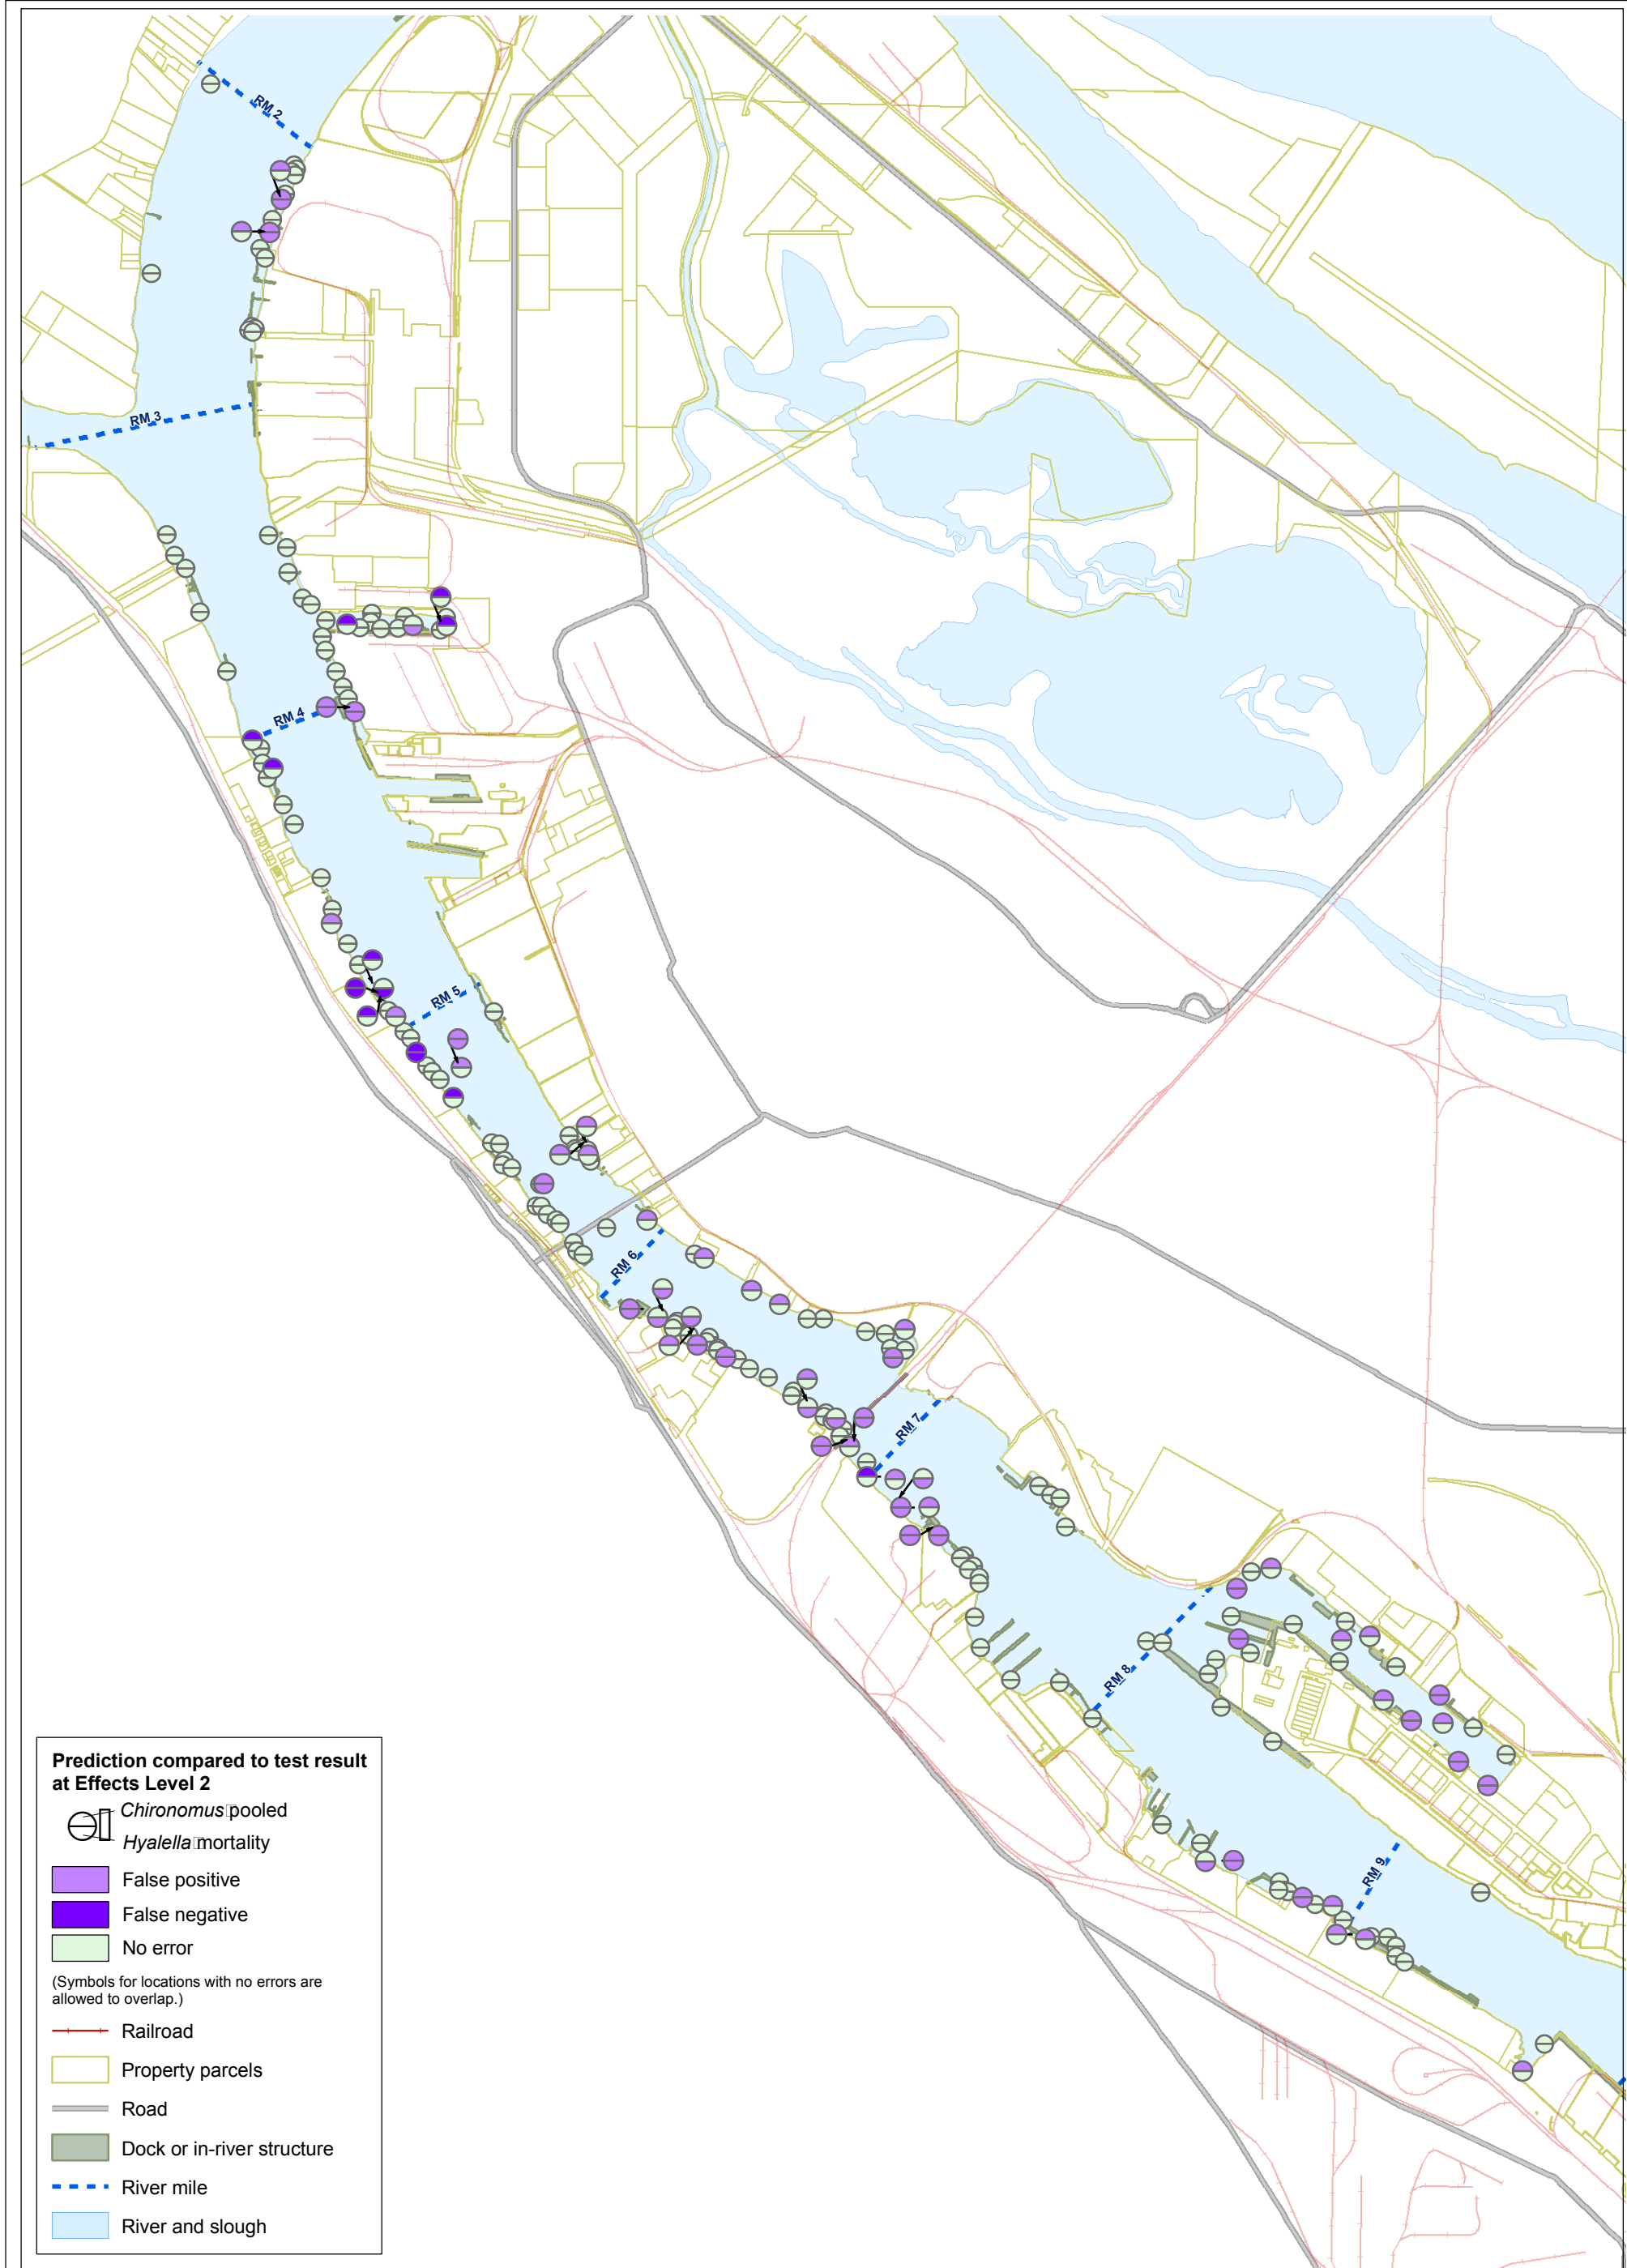 RM 2
RM 3
RM 4
RM 5
RM 6
RM 7
RM 8
RM 9
Prediction compared to test result
at Effects Level 2
Chironomus pooled
Hyalella mortality
False positive
False negative
No error
(Symbols for locations with no errors are
allowed to overlap.)
Railroad
Property parcels
Road
Dock or in-river structure
River mile
River and slough